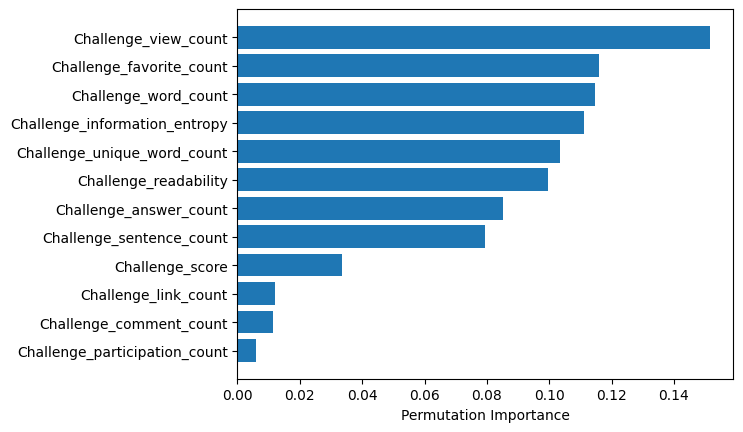 Challenge_view_count
Challenge_favorite_count
Challenge_word_count
Challenge_information_entropy
Challenge_unique_word_count
Challenge_readability
Challenge_answer_count
Challenge_sentence_count
Challenge_score
Challenge_link_count
Challenge_comment_count
Challenge_participation_count
0.00 0.02 0.04 0.06 0.08 0.10 0.12 0.14
Permutation Importance